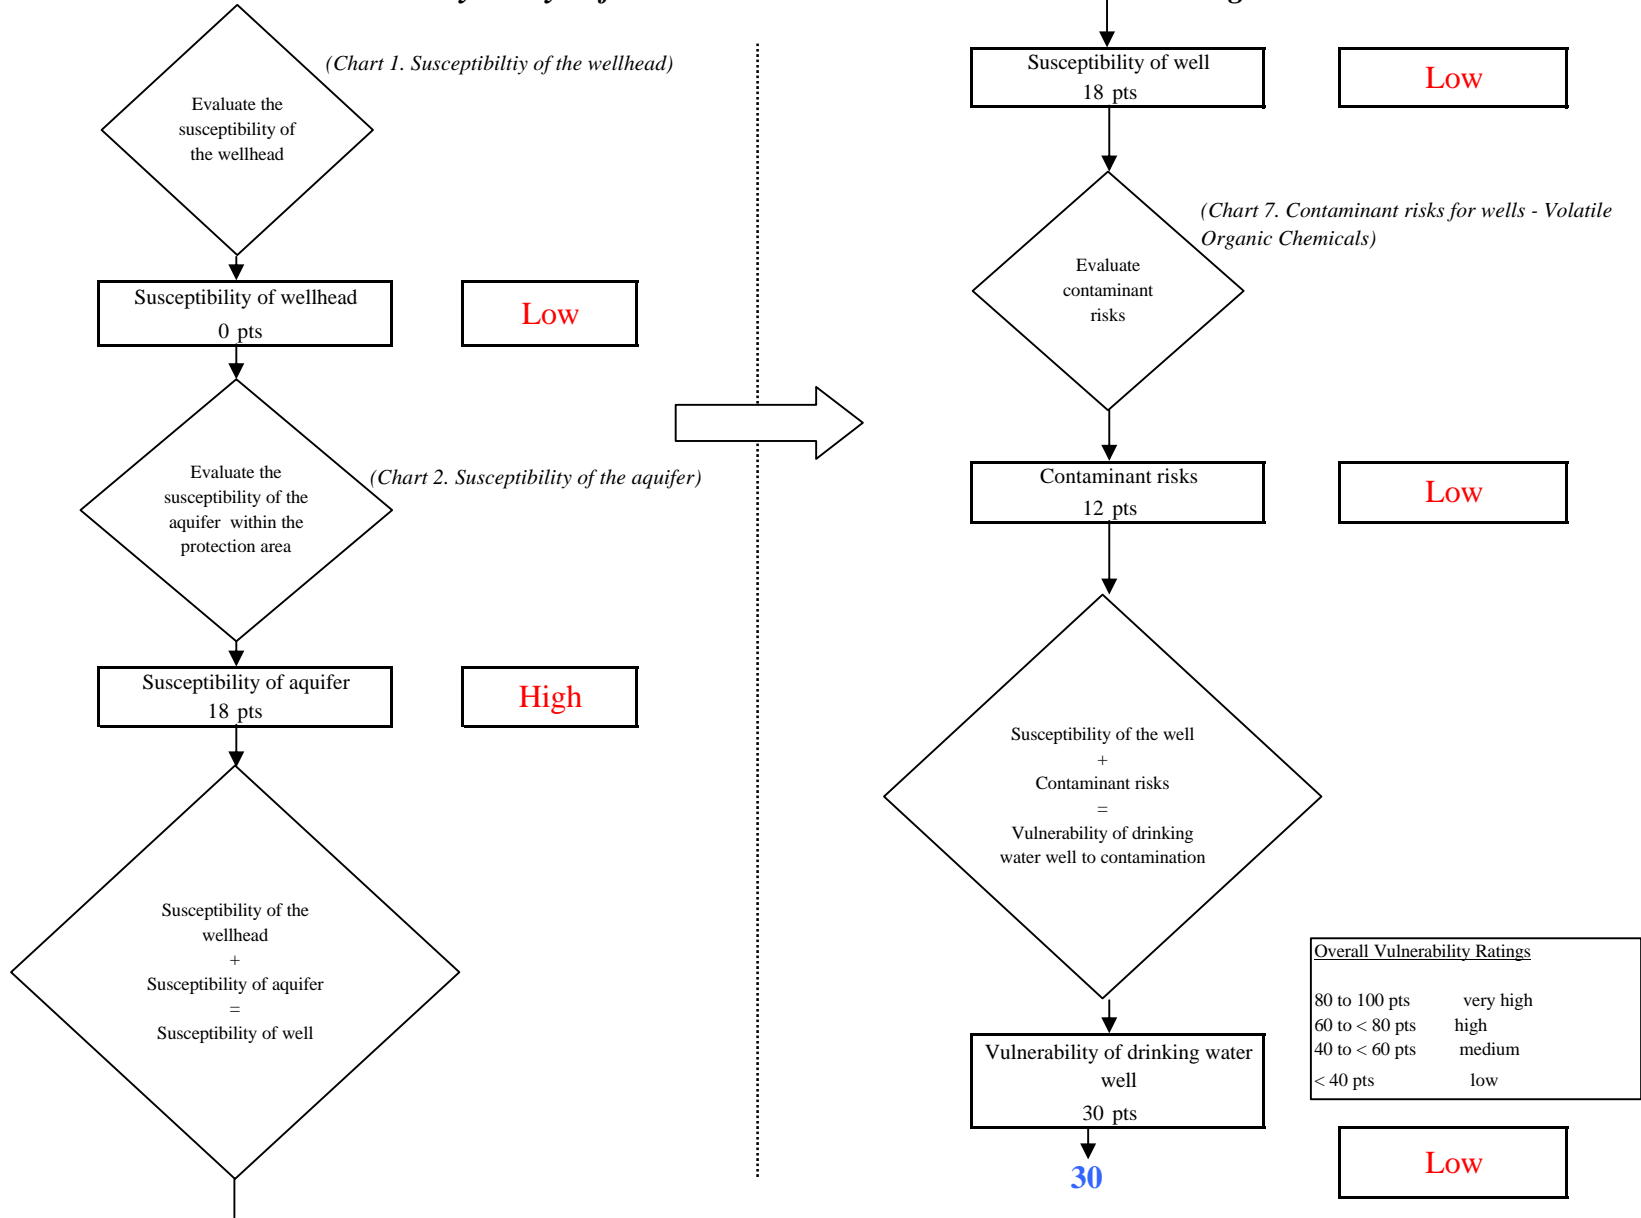 (Chart 1. Susceptibiltiy of the wellhead)
Evaluate the
susceptibility of
the wellhead
Susceptibility of wellhead
0 pts
Low
Evaluate the
susceptibility of the
aquifer within the
protection area
(Chart 2. Susceptibility of the aquifer)
Susceptibility of aquifer
18 pts
High
Susceptibility of the
wellhead
+
Susceptibility of aquifer
=
Susceptibility of well
Susceptibility of well
18 pts
Low
(Chart 7. Contaminant risks for wells - Volatile
Organic Chemicals)
Evaluate
contaminant
risks
Contaminant risks
12 pts
Low
Susceptibility of the well
+
Contaminant risks
=
Vulnerability of drinking
water well to contamination
Overall Vulnerability Ratings
80 to 100 pts very high
60 to < 80 pts high
40 to < 60 pts medium
< 40 pts low
Vulnerability of drinking water
well
30 pts
30
Low